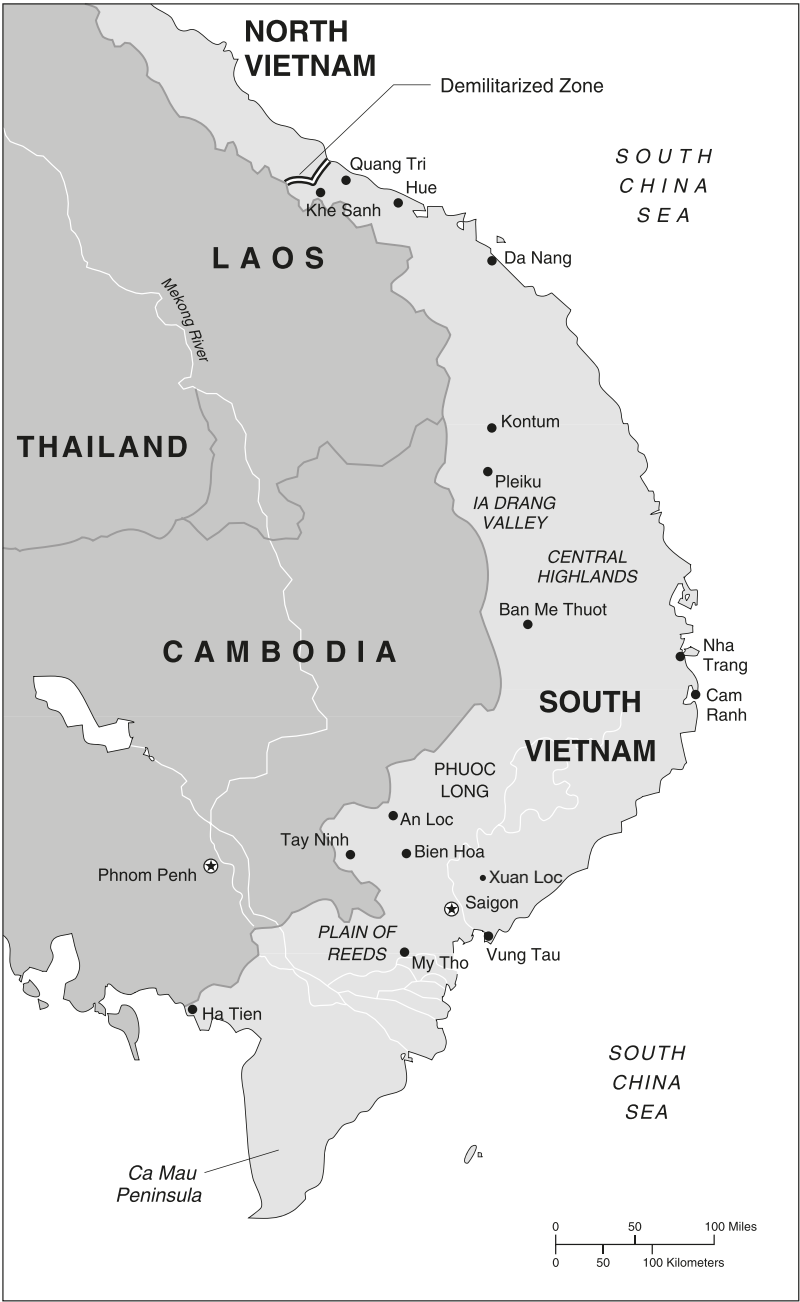 NORTH
VIETNAM
Demilitarized Zone
SOUTH
CHINA
SEA
Quang Tri
Hue
Khe Sanh
LAOS
Da Nang
Mekong River
Kontum
THAILAND
Pleiku
IA DRANG
VALLEY
CENTRAL
HIGHLANDS
Ban Me Thuot
CAMBODIA
Nha
Trang
Cam
Ranh
SOUTH
VIETNAM
PHUOC
LONG
An Loc
Tay Ninh
Bien Hoa
Phnom Penh
Xuan Loc
Saigon
PLAIN OF
REEDS
My Tho
Vung Tau
Ha Tien
SOUTH
CHINA
SEA
Ca Mau
Peninsula
0 50 100 Miles
0 50 100 Kilometers